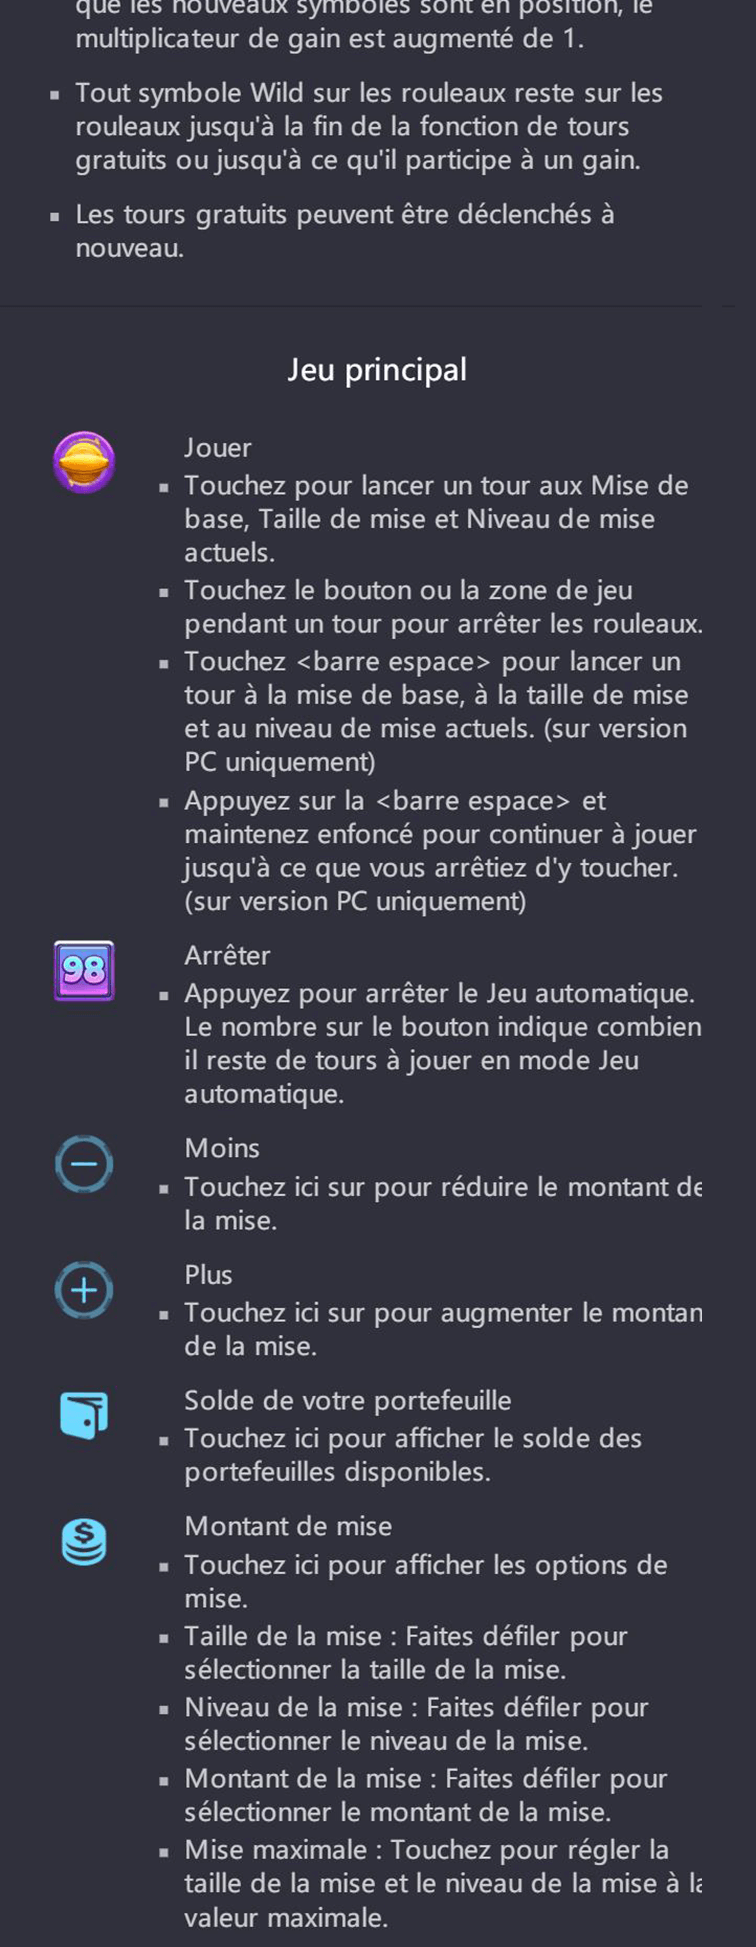 que les nouveaux symboles sont en position, le
multiplicateur de gain est augmenté de 1.
Tout symbole Wild sur les rouleaux reste sur les
rouleaux jusqu'à la fin de la fonction de tours
gratuits ou jusqu'à ce qu'il participe à un gain.
Les tours gratuits peuvent être déclenchés à
nouveau.
Jeu principal
Jouer
Touchez pour lancer un tour aux Mise de
base, Taille de mise et Niveau de mise
actuels.
Touchez le bouton ou la zone de jeu
pendant un tour pour arrêter les rouleaux.
Touchez <barre espace> pour lancer un
tour à la mise de base, à la taille de mise
et au niveau de mise actuels. (sur version
PC uniquement)
Appuyez sur la <barre espace> et
maintenez enfoncé pour continuer à jouer
jusqu'à ce que vous arrêtiez d'y toucher.
(sur version PC uniquement)
98
Arrêter
Appuyez pour arrêter le Jeu automatique.
Le nombre sur le bouton indique combien
il reste de tours à jouer en mode Jeu
automatique.
Moins
Touchez ici sur pour réduire le montant de
la mise.
Plus
Touchez ici sur pour augmenter le montan
de la mise.
Solde de votre portefeuille
Touchez ici pour afficher le solde des
portefeuilles disponibles.
$
Montant de mise
Touchez ici pour afficher les options de
mise.
Taille de la mise : Faites défiler pour
sélectionner la taille de la mise.
Niveau de la mise : Faites défiler pour
sélectionner le niveau de la mise.
Montant de la mise : Faites défiler pour
sélectionner le montant de la mise.
Mise maximale : Touchez pour régler la
taille de la mise et le niveau de la mise à la
valeur maximale.